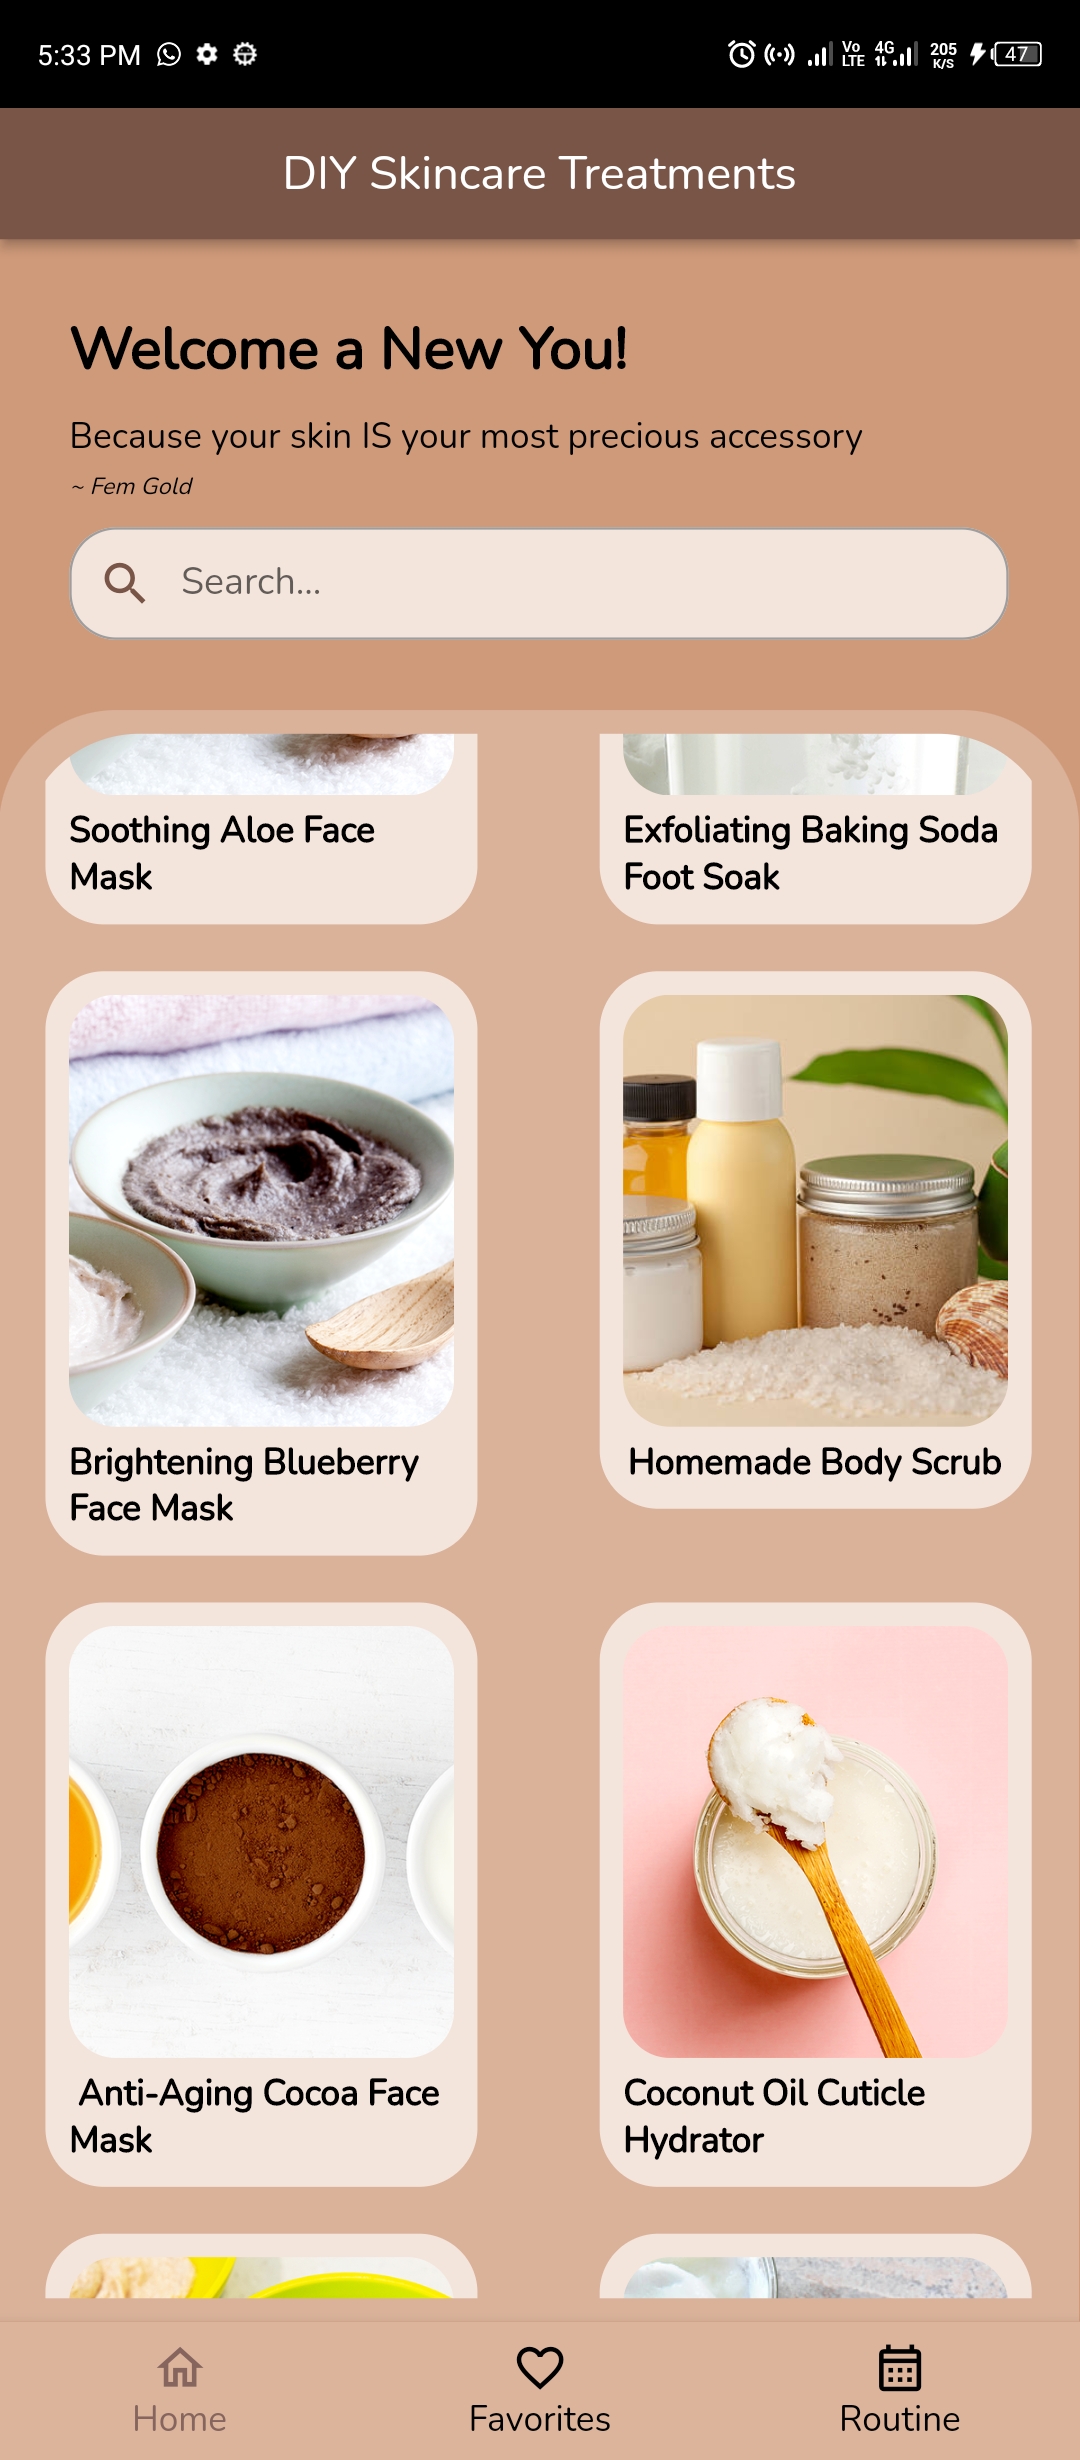 5:33 PM
Vo LTE 4G 205 K/S 47
DIY Skincare Treatments
Welcome a New You!
Because your skin IS your most precious accessory
~ Fem Gold
Search...
Soothing Aloe Face
Mask
Exfoliating Baking Soda
Foot Soak
Brightening Blueberry
Face Mask
Homemade Body Scrub
Anti-Aging Cocoa Face
Mask
Coconut Oil Cuticle
Hydrator
Home
Favorites
Routine